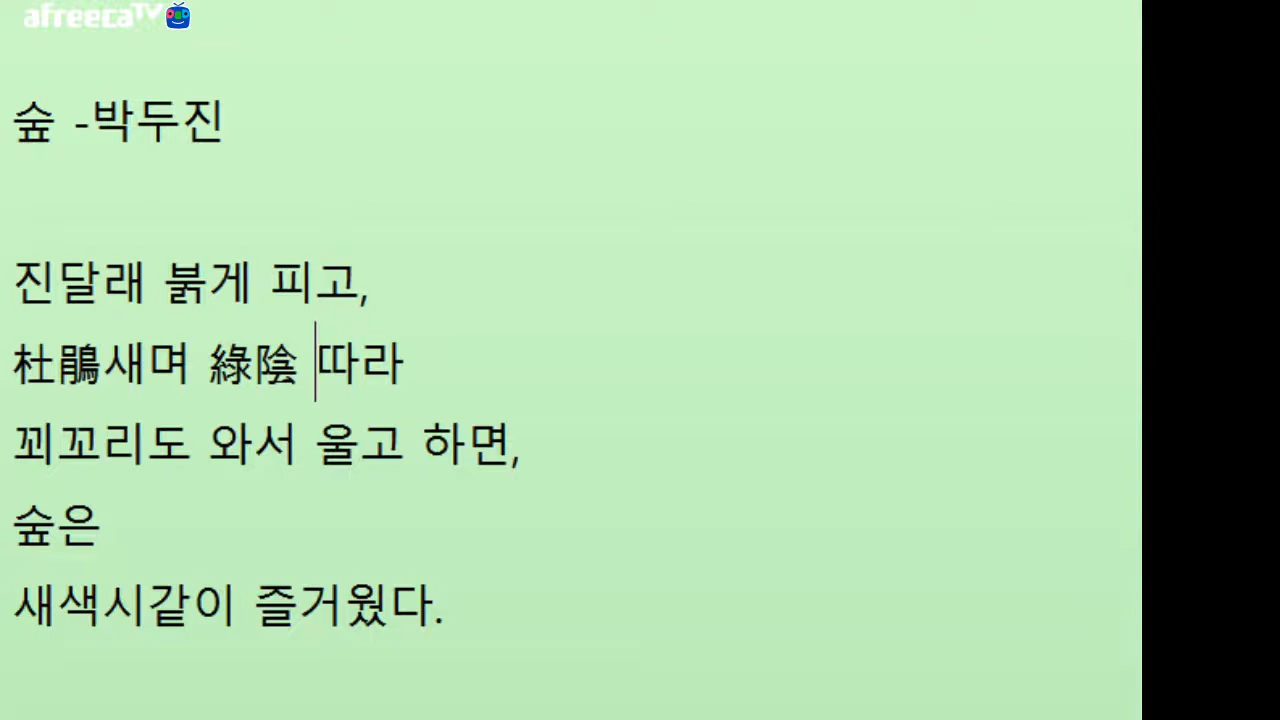 afreecaTV
숲 -박두진
진달래 붉게 피고,
杜鵑새며 綠陰 따라
꾀꼬리도 와서 울고 하면,
숲은
새색시같이 즐거웠다.